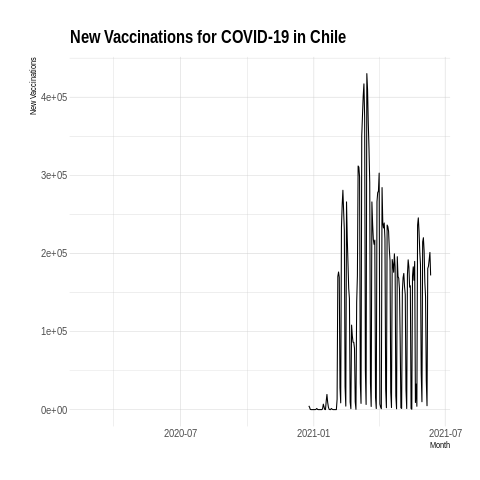 New Vaccinations for COVID-19 in Chile
New Vaccinations
4e+05
3e+05
2e+05
1e+05
0e+00
2020-07
2021-01
2021-07
Month